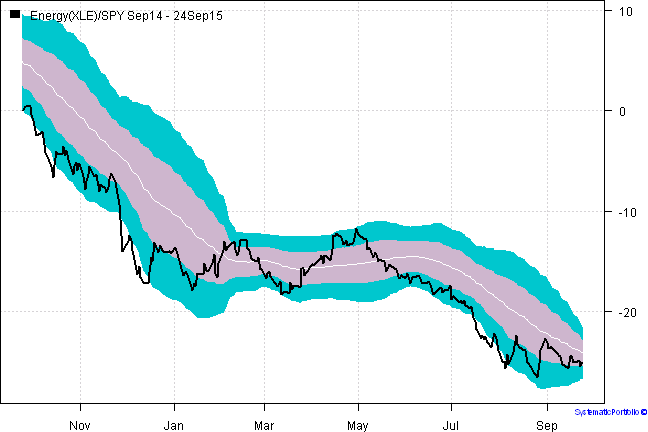 Energy(XLE)/SPY Sep14 - 24Sep15
10
0
-10
-20
Nov Jan Mar May Jul Sep
SystematicPortfolio ©